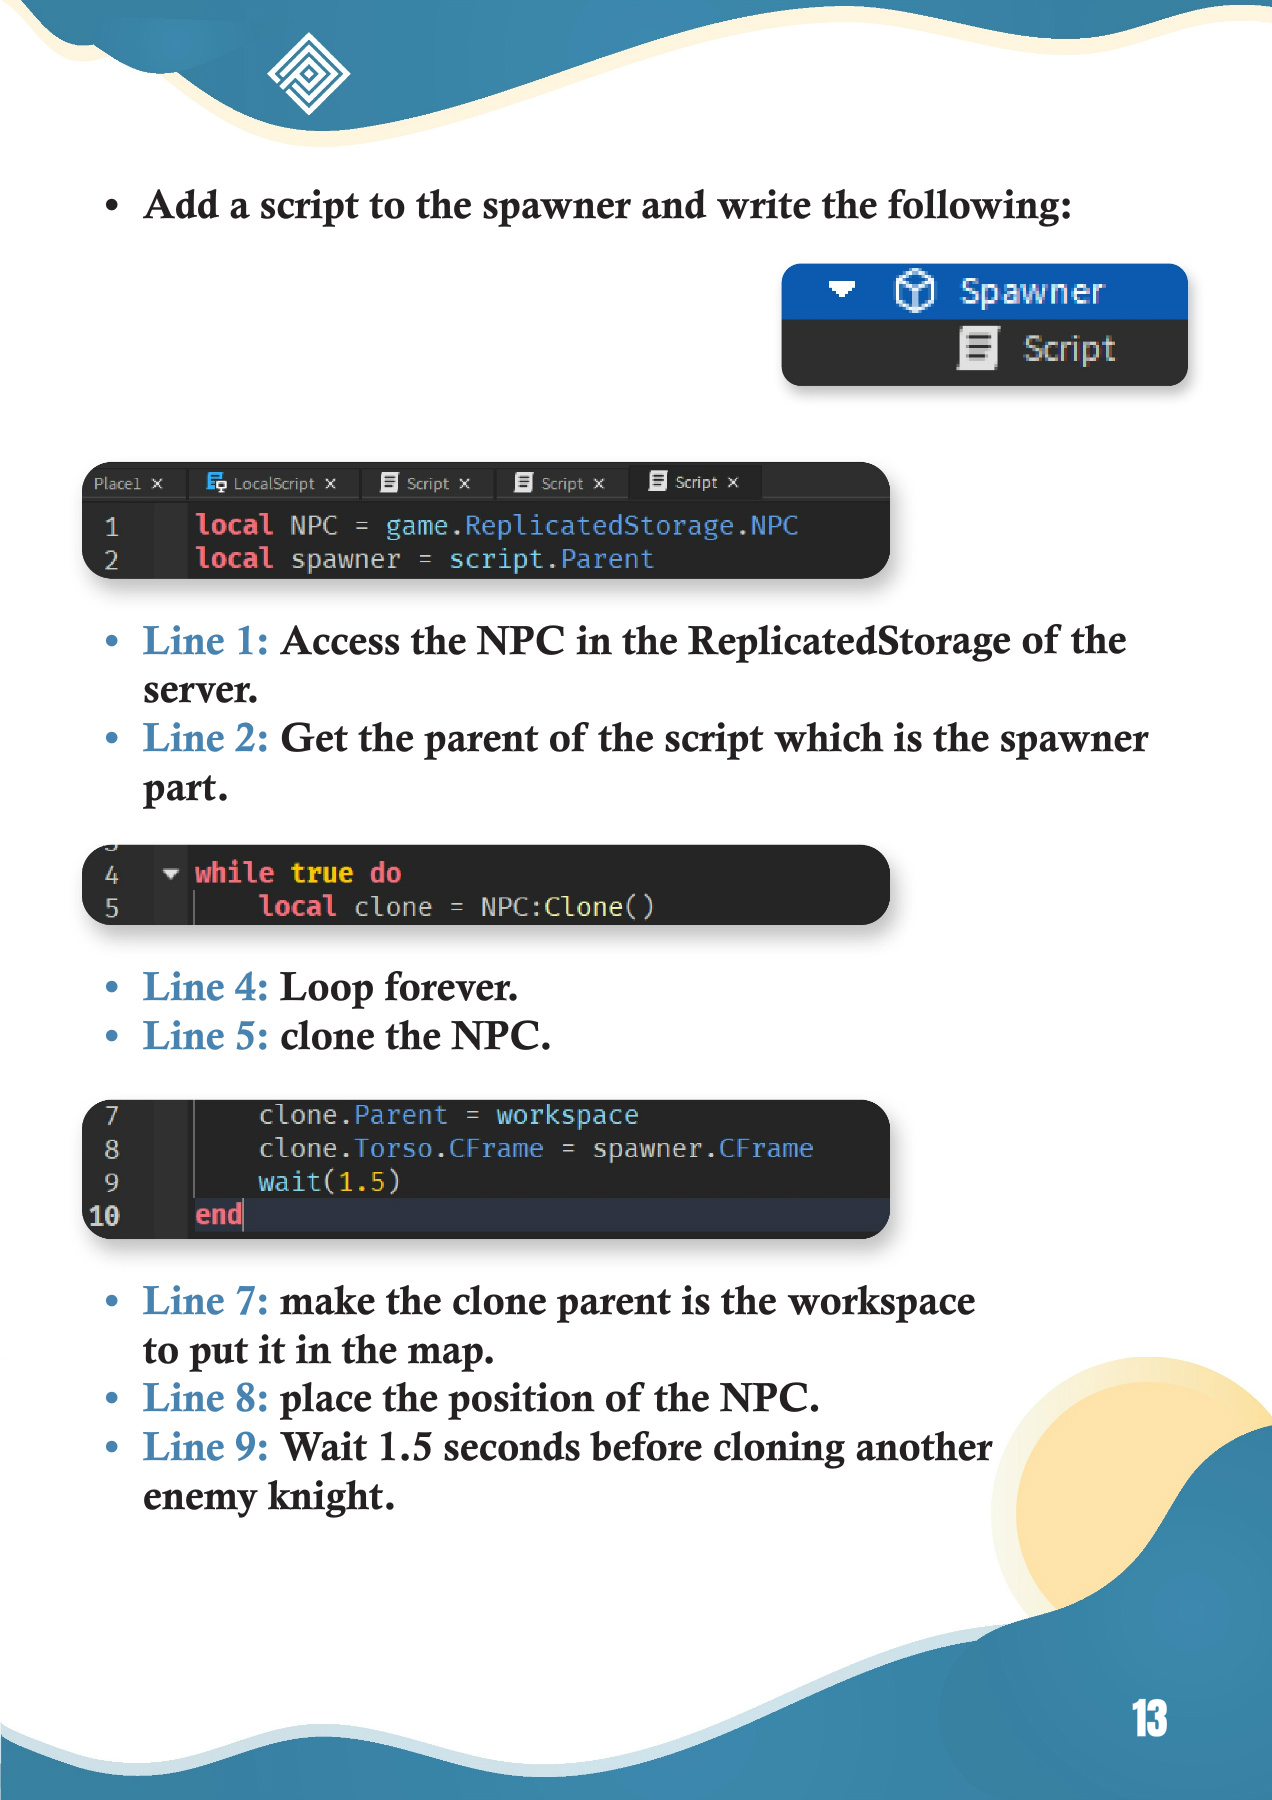 • Add a script to the spawner and write the following:
Spawner
Script
Place1 × LocalScript × Script × Script × Script ×
1 local NPC = game.ReplicatedStorage.NPC
2 local spawner = script.Parent
• Line 1: Access the NPC in the ReplicatedStorage of the
server.
• Line 2: Get the parent of the script which is the spawner
part.
4 while true do
5 local clone = NPC:Clone()
• Line 4: Loop forever.
• Line 5: clone the NPC.
7 clone.Parent = workspace
8 clone.Torso.CFrame = spawner.CFrame
9 wait(1.5)
10 end
• Line 7: make the clone parent is the workspace
to put it in the map.
• Line 8: place the position of the NPC.
• Line 9: Wait 1.5 seconds before cloning another
enemy knight.
13